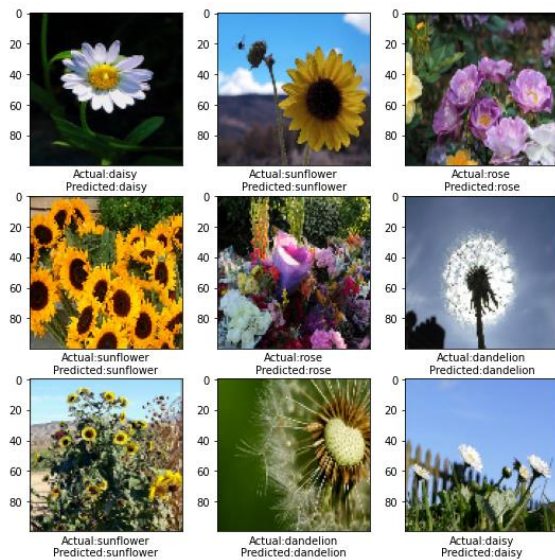 0
20
40
60
80
Actual:daisy
Predicted:daisy
0
20
40
60
80
Actual:sunflower
Predicted:sunflower
0
20
40
60
80
Actual:rose
Predicted:rose
0
20
40
60
80
Actual:sunflower
Predicted:sunflower
0
20
40
60
80
Actual:rose
Predicted:rose
0
20
40
60
80
Actual:dandelion
Predicted:dandelion
0
20
40
60
80
Actual:sunflower
Predicted:sunflower
0
20
40
60
80
Actual:dandelion
Predicted:dandelion
0
20
40
60
80
Actual:daisy
Predicted:daisy